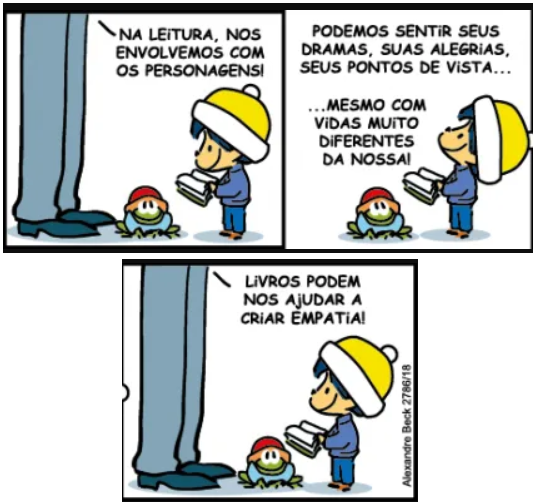 NA LEITURA, NOS
ENVOLVEMOS COM
OS PERSONAGENS!
PODEMOS SENTIR SEUS
DRAMAS, SUAS ALEGRIAS,
SEUS PONTOS DE VISTA...
...MESMO COM
VIDAS MUITO
DIFERENTES
DA NOSSA!
LIVROS PODEM
NOS AJUDAR A
CRIAR EMPATIA!
Alexandre Beck 2786/18